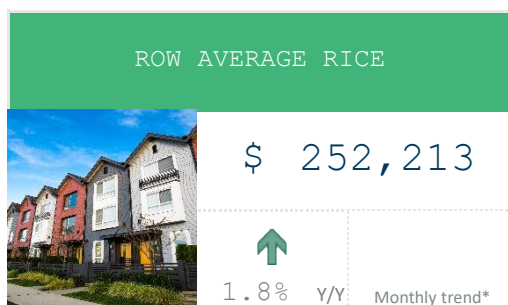 ROW AVERAGE RICE
$ 252,213
1.8% Y/Y
Monthly trend*